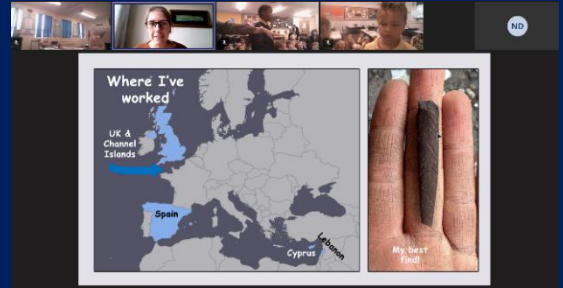 ND
Where I've
worked
UK &
Channel
Islands
Spain
Cyprus
Lebanon
My best
find!